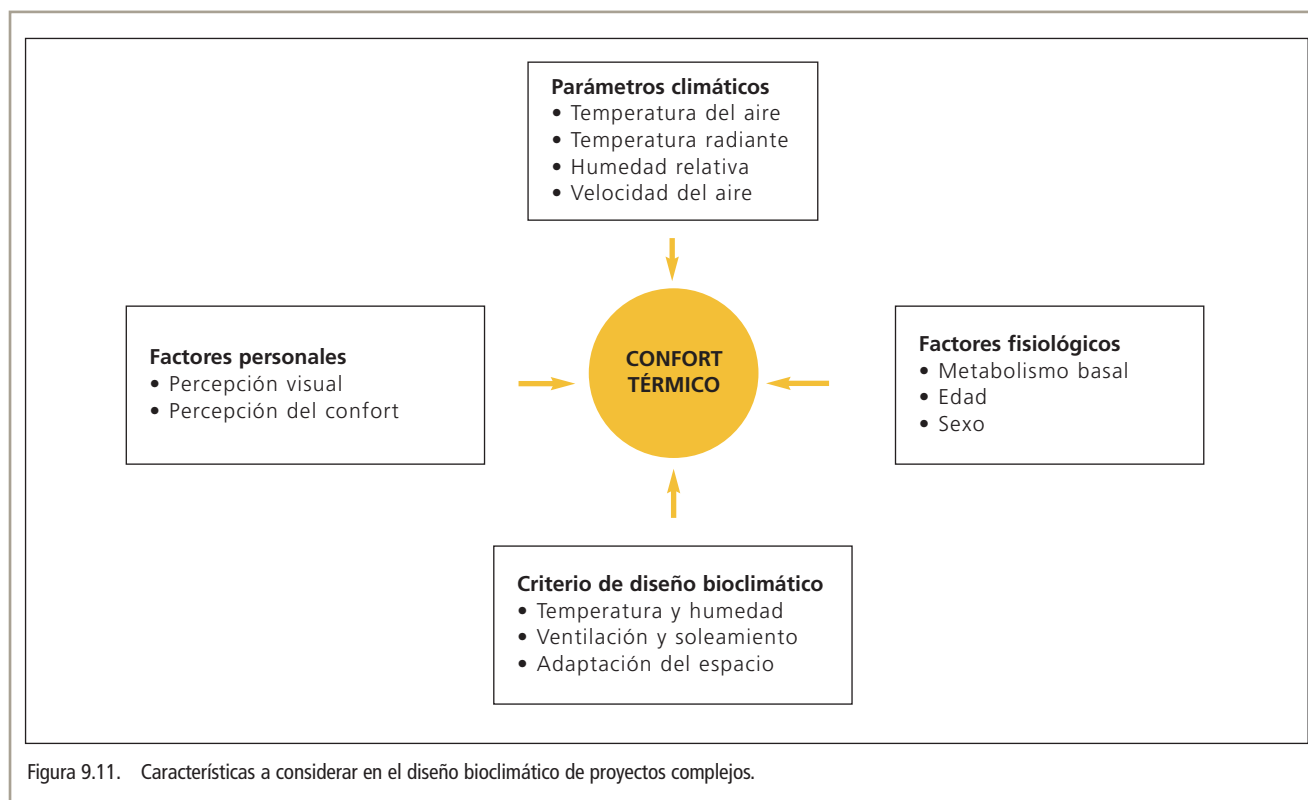 Parámetros climáticos
• Temperatura del aire
• Temperatura radiante
• Humedad relativa
• Velocidad del aire
Factores personales
• Percepción visual
• Percepción del confort
CONFORT
TÉRMICO
Factores fisiológicos
• Metabolismo basal
• Edad
• Sexo
Criterio de diseño bioclimático
• Temperatura y humedad
• Ventilación y soleamiento
• Adaptación del espacio
Figura 9.11. Características a considerar en el diseño bioclimático de proyectos complejos.